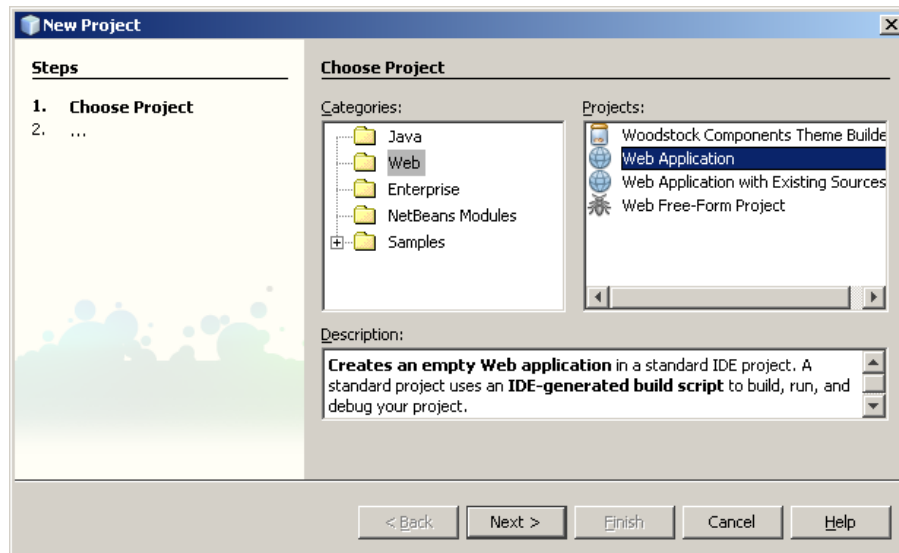 New Project
Steps
1. Choose Project
2. ...
Choose Project
Categories:
Java
Web
Enterprise
NetBeans Modules
Samples
Projects:
Woodstock Components Theme Builde
Web Application
Web Application with Existing Sources
Web Free-Form Project
Description:
Creates an empty Web application in a standard IDE project. A
standard project uses an IDE-generated build script to build, run, and
debug your project.
< Back
Next >
Finish
Cancel
Help